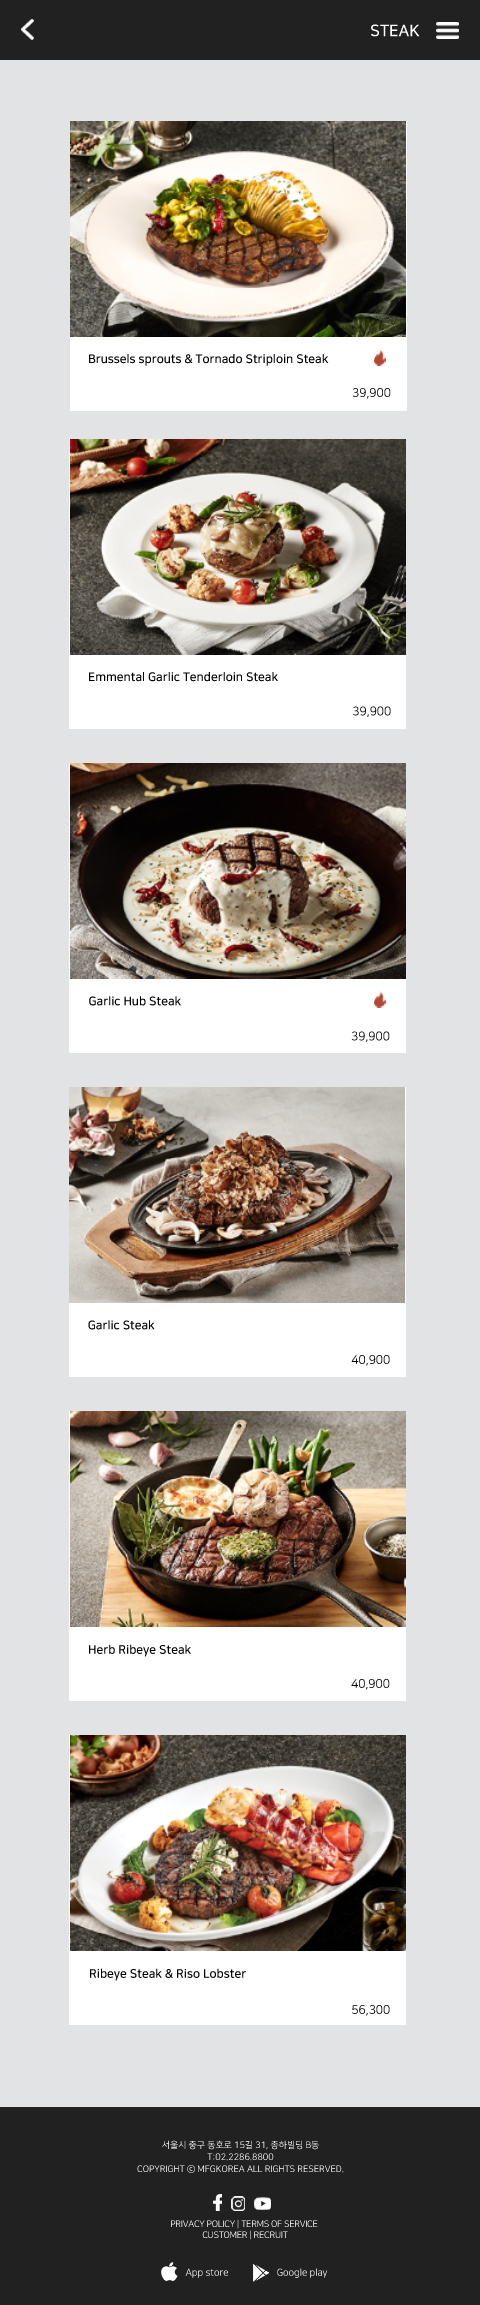 STEAK
Brussels sprouts & Tornado Striploin Steak
39,900
Emmental Garlic Tenderloin Steak
39,900
Garlic Hub Steak
39,900
Garlic Steak
40,900
Herb Ribeye Steak
40,900
Ribeye Steak & Riso Lobster
56,300
서울시 중구 동호로 15길 31, 종하빌딩 B동
T:02.2286.8800
COPYRIGHT ⓒ MFGKOREA ALL RIGHTS RESERVED.
PRIVACY POLICY | TERMS OF SERVICE
CUSTOMER | RECRUIT
App store Google play